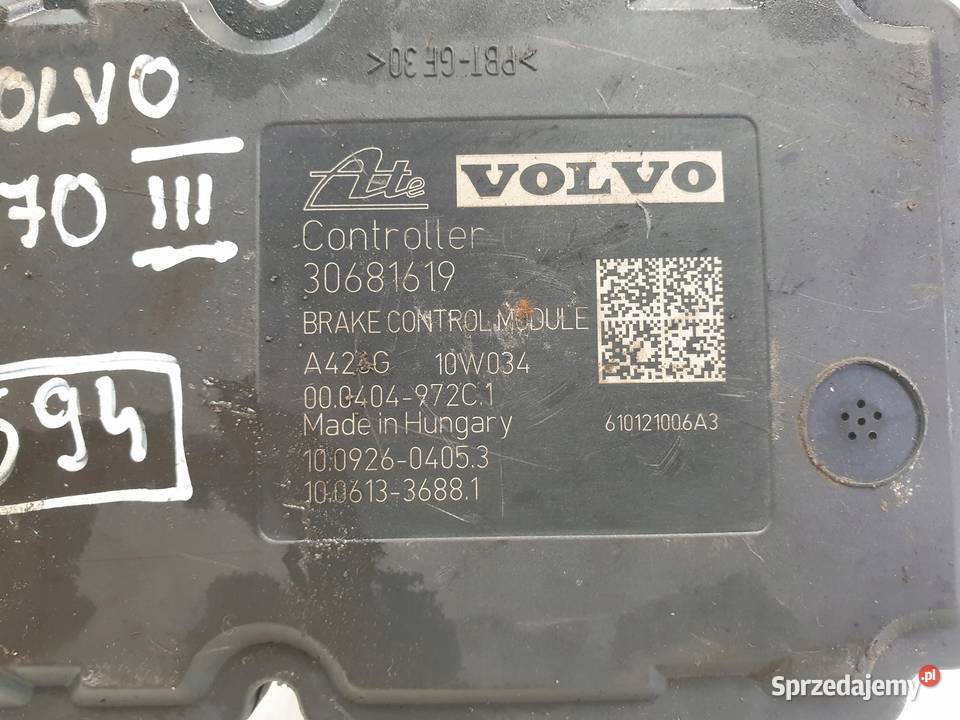 >PBT-GF30<
OLVO
70 III
594
Ate VOLVO
Controller
30681619
BRAKE CONTROL MODULE
10W034
00.0404-972C.1
Made in Hungary
610121006A3
10.0926-0405.3
10.0613-3688.1
Sprzedajemy.pl